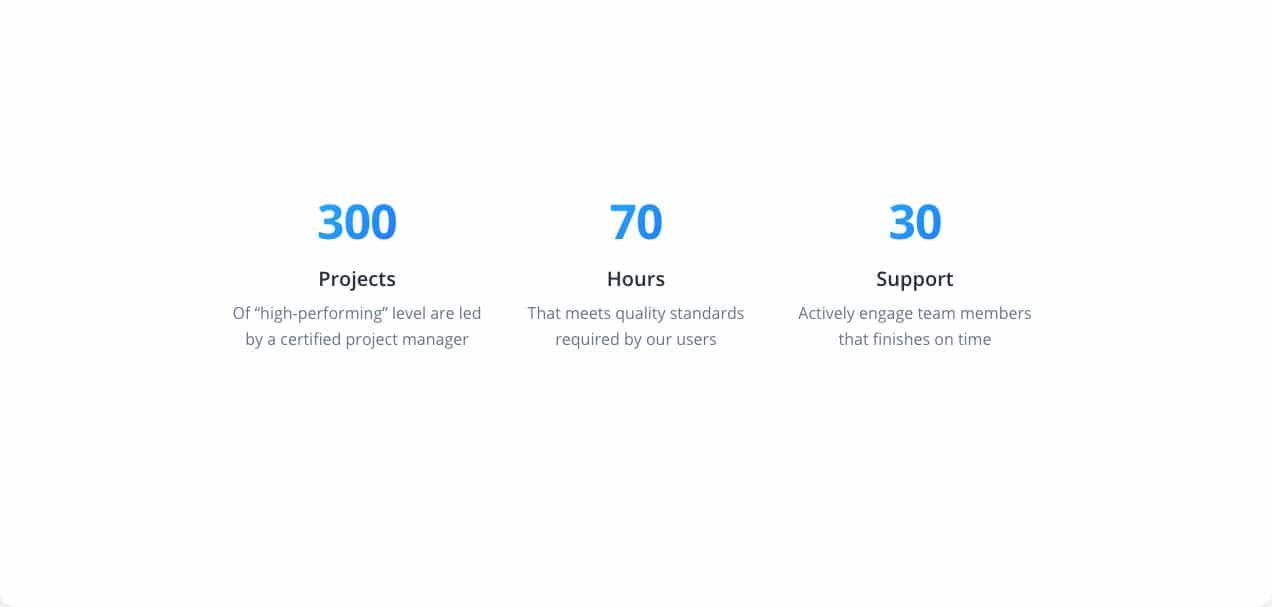 300
Projects
Of “high-performing” level are led
by a certified project manager
70
Hours
That meets quality standards
required by our users
30
Support
Actively engage team members
that finishes on time